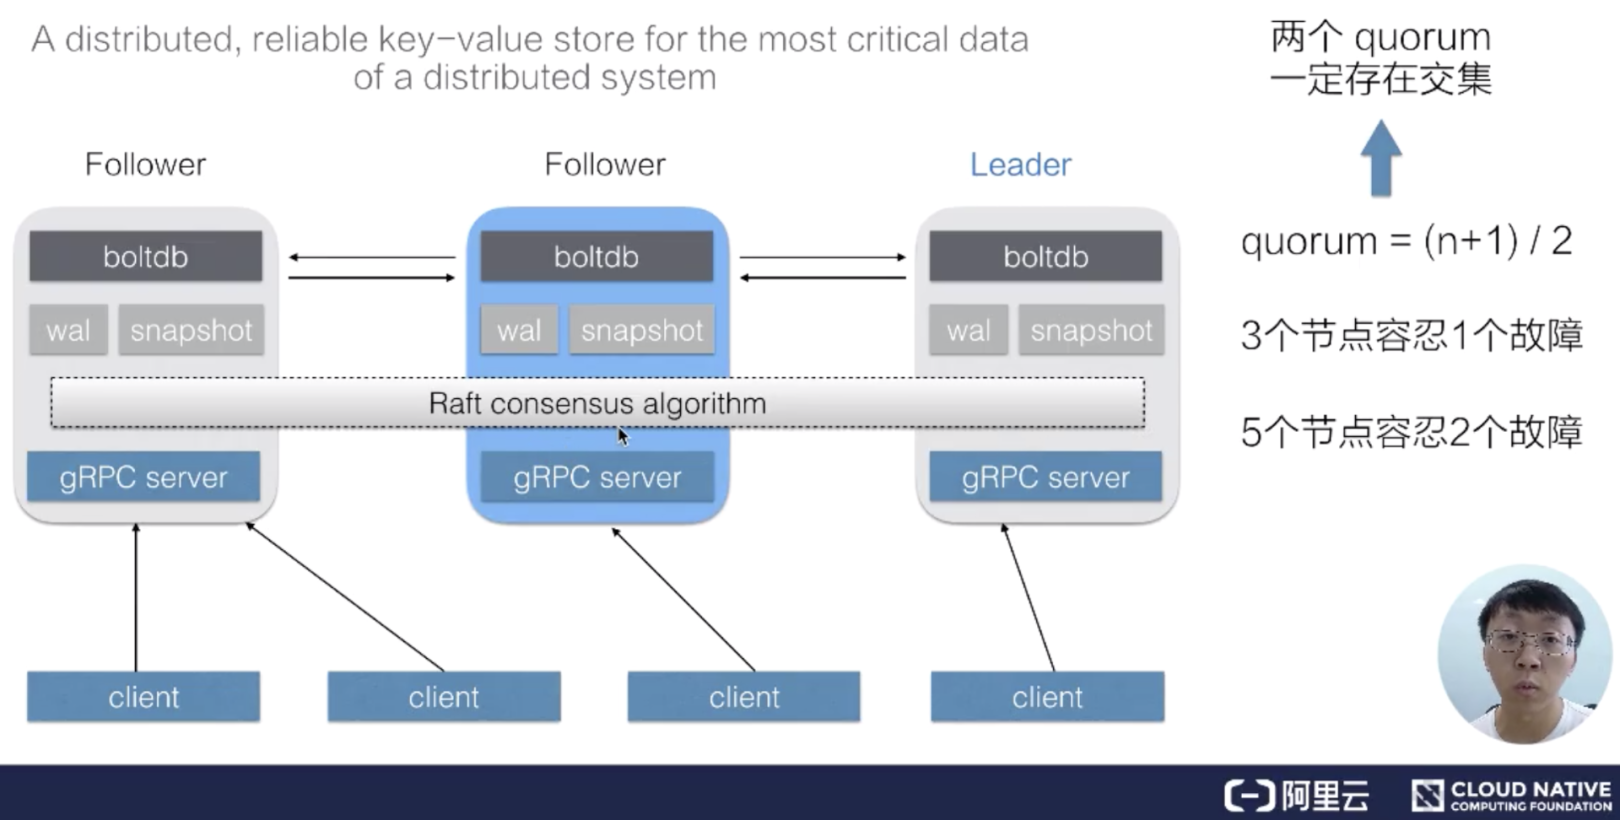 A distributed, reliable key-value store for the most critical data
of a distributed system
两个 quorum
一定存在交集
Follower
Follower
Leader
quorum = (n+1) / 2
boltdb
boltdb
boltdb
wal
snapshot
wal
snapshot
wal
snapshot
3个节点容忍1个故障
Raft consensus algorithm
5个节点容忍2个故障
gRPC server
gRPC server
gRPC server
client
client
client
client
阿里云
CLOUD NATIVE
COMPUTING FOUNDATION